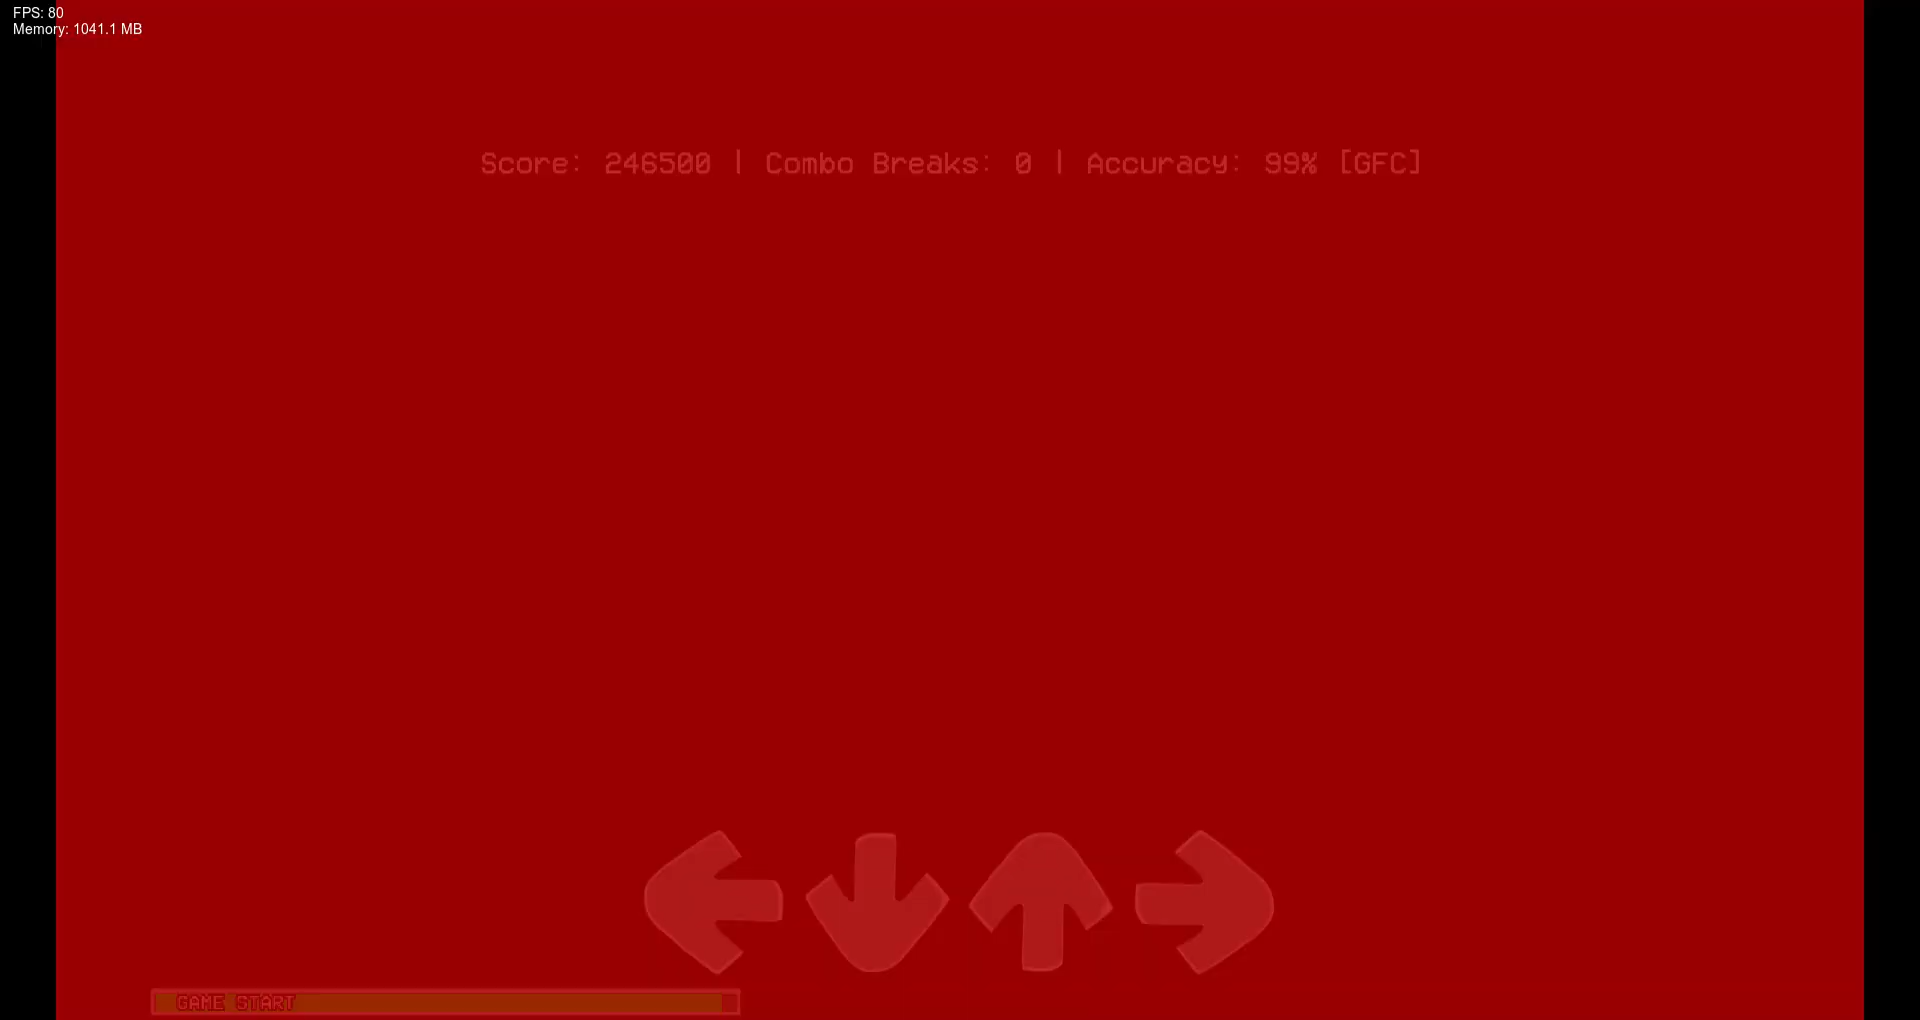 FPS: 80
Memory: 1041.1 MB
Score: 246500 | Combo Breaks: 0 | Accuracy: 99% [GFC]
GAME START